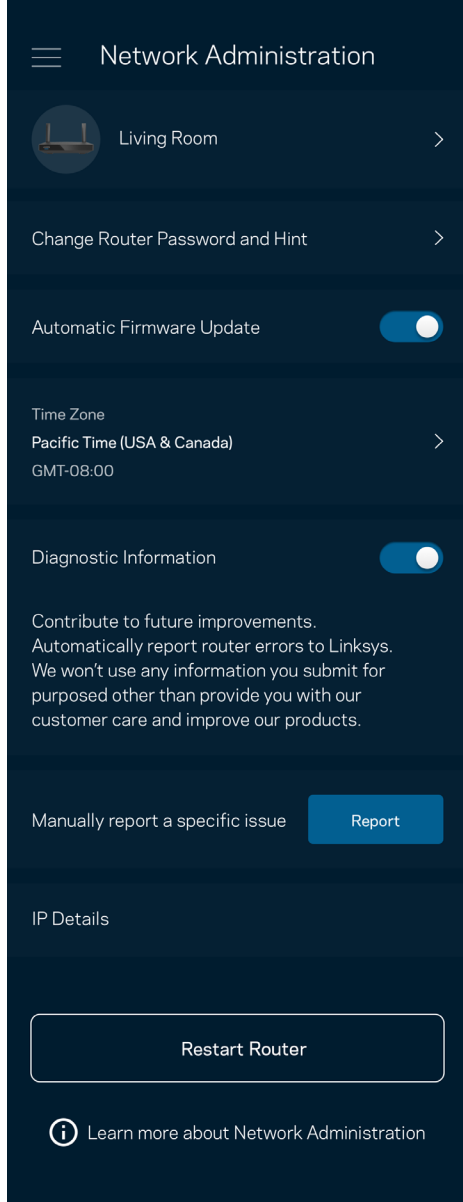 Network Administration
Living Room
Change Router Password and Hint
Automatic Firmware Update
Time Zone
Pacific Time (USA & Canada)
GMT-08:00
Diagnostic Information
Contribute to future improvements.
Automatically report router errors to Linksys.
We won't use any information you submit for
purposed other than provide you with our
customer care and improve our products.
Manually report a specific issue
Report
IP Details
Restart Router
Learn more about Network Administration